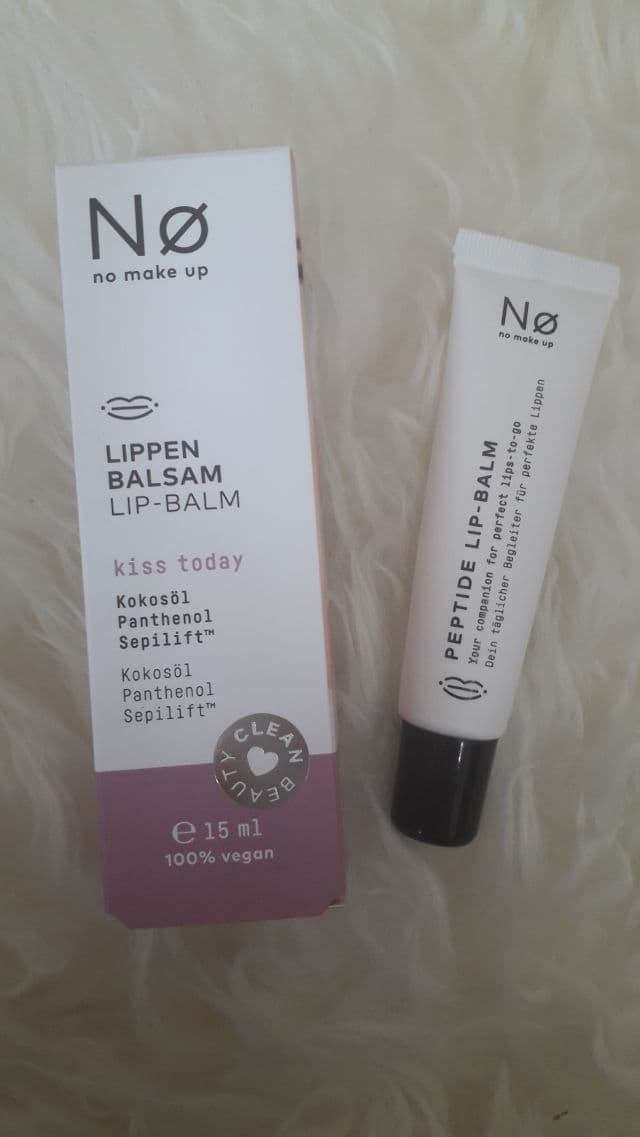 Nø
no make up
LIPPEN
BALSAM
LIP-BALM
kiss today
Kokosöl
Panthenol
Sepilift™
Kokosöl
Panthenol
Sepilift™
CLEAN
BEAUTY
℮ 15 ml
100% vegan
Nø
no make up
PEPTIDE LIP-BALM
Your companion for perfect lips-to-go
Dein täglicher Begleiter für perfekte Lippen